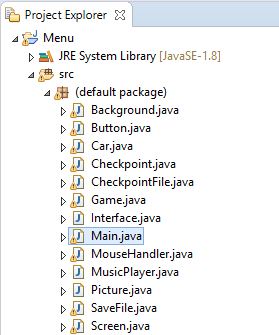 Project Explorer
Menu
JRE System Library [JavaSE-1.8]
src
(default package)
Background.java
Button.java
Car.java
Checkpoint.java
CheckpointFile.java
Game.java
Interface.java
Main.java
MouseHandler.java
MusicPlayer.java
Picture.java
SaveFile.java
Screen.java